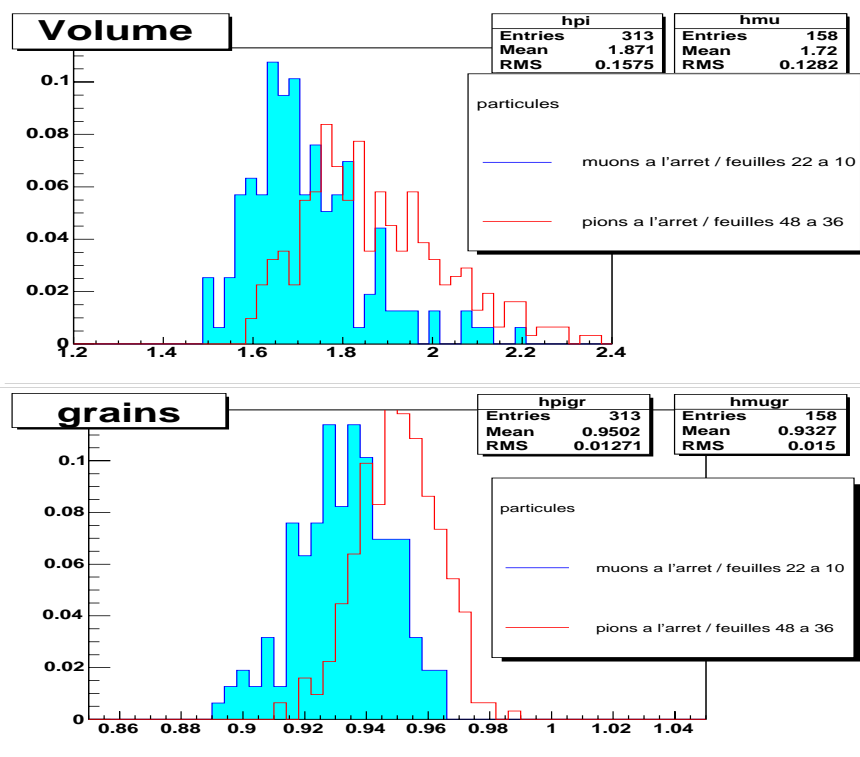 Volume
hpi
Entries 313
Mean 1.871
RMS 0.1575
hmu
Entries 158
Mean 1.72
RMS 0.1282
particules
muons a l'arret / feuilles 22 a 10
pions a l'arret / feuilles 48 a 36
0.1
0.08
0.06
0.04
0.02
0
1.2 1.4 1.6 1.8 2 2.2 2.4
grains
hpigr
Entries 313
Mean 0.9502
RMS 0.01271
hmugr
Entries 158
Mean 0.9327
RMS 0.015
particules
muons a l'arret / feuilles 22 a 10
pions a l'arret / feuilles 48 a 36
0.1
0.08
0.06
0.04
0.02
0
0.86 0.88 0.9 0.92 0.94 0.96 0.98 1 1.02 1.04